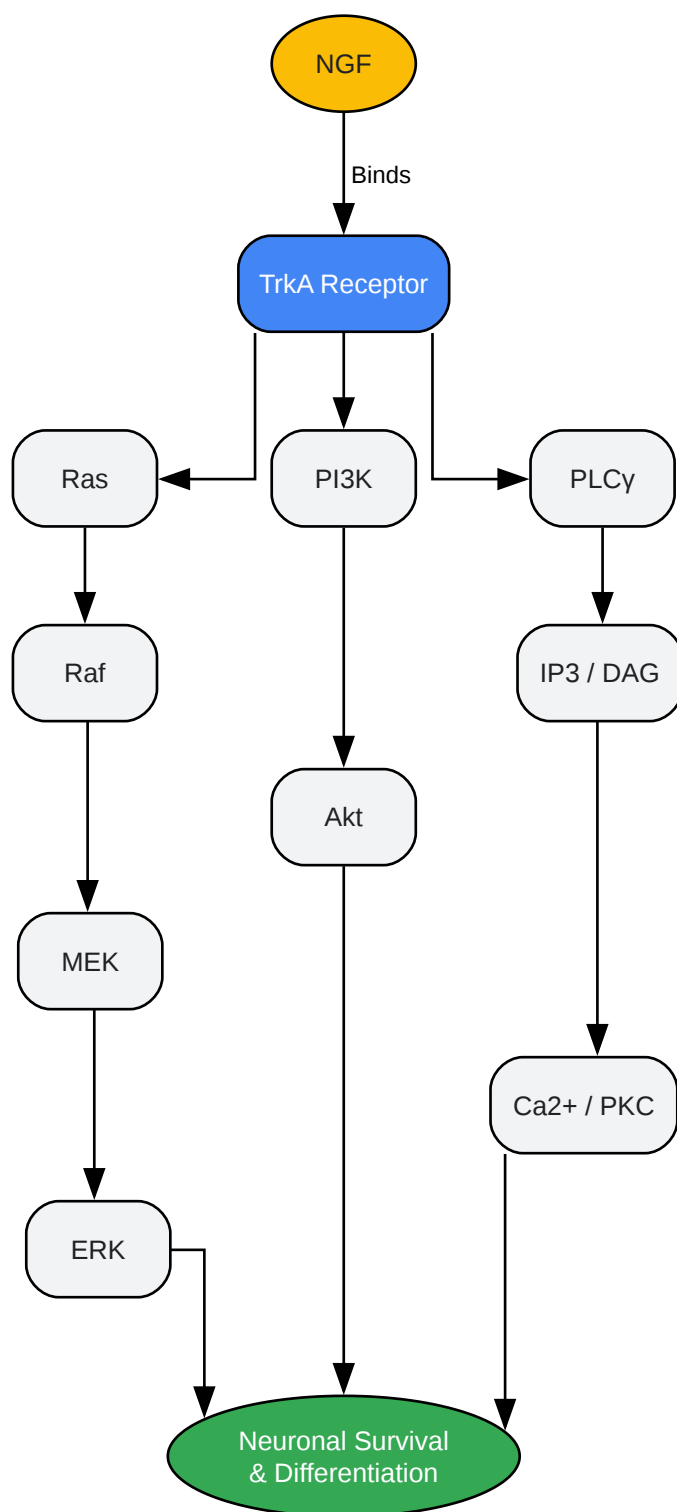 NGF
Binds
TrkA Receptor
Ras
PI3K
PLCγ
Raf
IP3 / DAG
Akt
MEK
Ca2+ / PKC
ERK
Neuronal Survival
& Differentiation